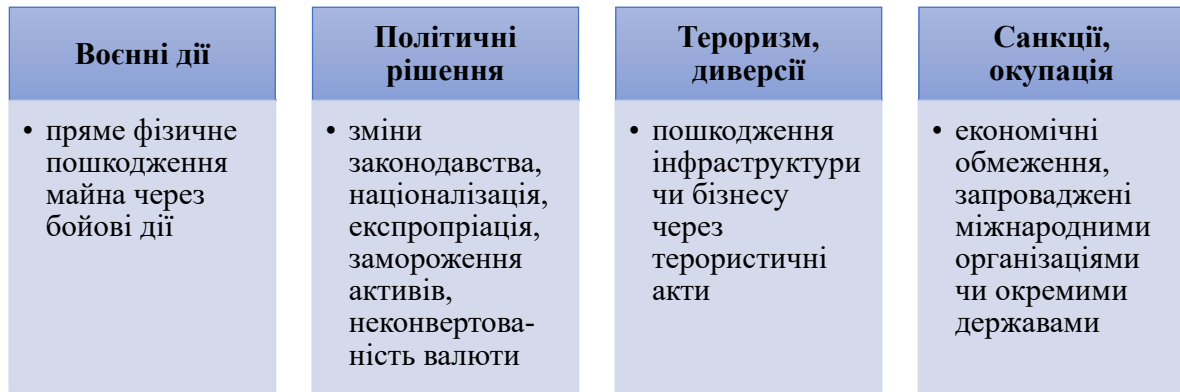 Воєнні дії
• пряме фізичне
пошкодження
майна через
бойові дії
Політичні
рішення
• зміни
законодавства,
націоналізація,
експропріація,
замороження
активів,
неконвертова-
ність валюти
Тероризм,
диверсії
• пошкодження
інфраструктури
чи бізнесу
через
терористичні
акти
Санкції,
окупація
• економічні
обмеження,
запроваджені
міжнародними
організаціями
чи окремими
державами